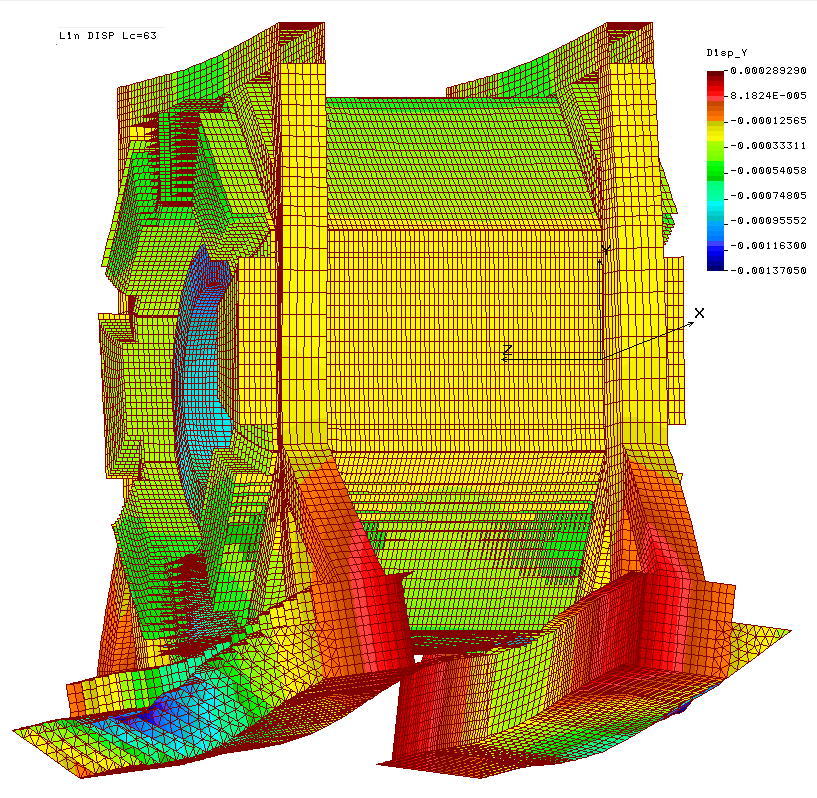 Lin DISP Lc=63
Disp_Y
0.000289290
8.1824E-005
-0.00012565
-0.00033311
-0.00054058
-0.00074805
-0.00095552
-0.00116300
-0.00137050
Y
X
Z